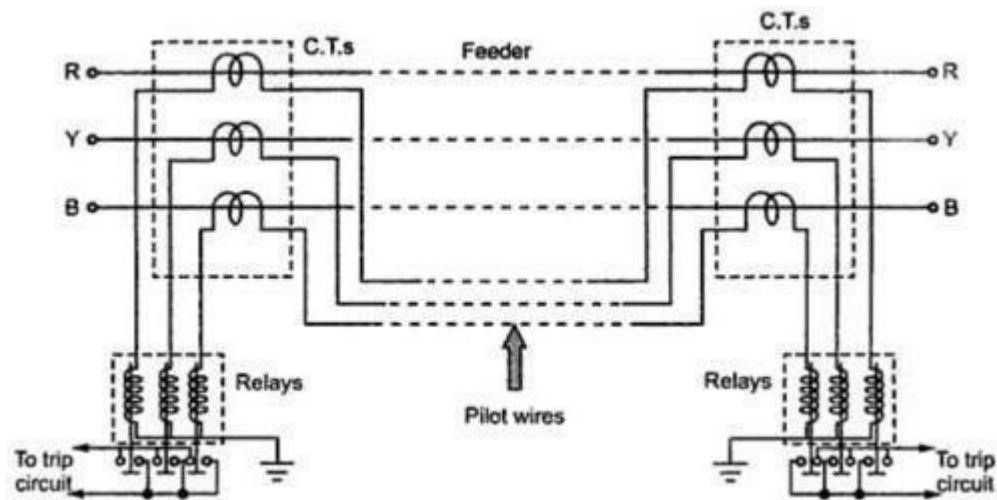 C.T.s
C.T.s
R
Feeder
R
Y
Y
B
B
Relays
Relays
Pilot wires
To trip
circuit
To trip
circuit